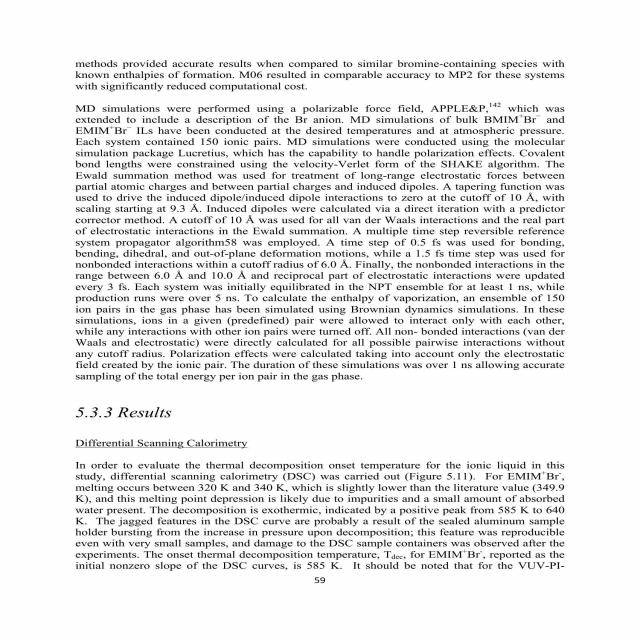 methods provided accurate results when compared to similar bromine-containing species with
known enthalpies of formation. M06 resulted in comparable accuracy to MP2 for these systems
with significantly reduced computational cost.
MD simulations were performed using a polarizable force field, APPLE&P,¹⁴² which was
extended to include a description of the Br anion. MD simulations of bulk BMIM⁺Br⁻ and
EMIM⁺Br⁻ ILs have been conducted at the desired temperatures and at atmospheric pressure.
Each system contained 150 ionic pairs. MD simulations were conducted using the molecular
simulation package Lucretius, which has the capability to handle polarization effects. Covalent
bond lengths were constrained using the velocity-Verlet form of the SHAKE algorithm. The
Ewald summation method was used for treatment of long-range electrostatic forces between
partial atomic charges and between partial charges and induced dipoles. A tapering function was
used to drive the induced dipole/induced dipole interactions to zero at the cutoff of 10 Å, with
scaling starting at 9.3 Å. Induced dipoles were calculated via a direct iteration with a predictor
corrector method. A cutoff of 10 Å was used for all van der Waals interactions and the real part
of electrostatic interactions in the Ewald summation. A multiple time step reversible reference
system propagator algorithm58 was employed. A time step of 0.5 fs was used for bonding,
bending, dihedral, and out-of-plane deformation motions, while a 1.5 fs time step was used for
nonbonded interactions within a cutoff radius of 6.0 Å. Finally, the nonbonded interactions in the
range between 6.0 Å and 10.0 Å and reciprocal part of electrostatic interactions were updated
every 3 fs. Each system was initially equilibrated in the NPT ensemble for at least 1 ns, while
production runs were over 5 ns. To calculate the enthalpy of vaporization, an ensemble of 150
ion pairs in the gas phase has been simulated using Brownian dynamics simulations. In these
simulations, ions in a given (predefined) pair were allowed to interact only with each other,
while any interactions with other ion pairs were turned off. All non- bonded interactions (van der
Waals and electrostatic) were directly calculated for all possible pairwise interactions without
any cutoff radius. Polarization effects were calculated taking into account only the electrostatic
field created by the ionic pair. The duration of these simulations was over 1 ns allowing accurate
sampling of the total energy per ion pair in the gas phase.
5.3.3 Results
Differential Scanning Calorimetry
In order to evaluate the thermal decomposition onset temperature for the ionic liquid in this
study, differential scanning calorimetry (DSC) was carried out (Figure 5.11). For EMIM⁺Br⁻,
melting occurs between 320 K and 340 K, which is slightly lower than the literature value (349.9
K), and this melting point depression is likely due to impurities and a small amount of absorbed
water present. The decomposition is exothermic, indicated by a positive peak from 585 K to 640
K. The jagged features in the DSC curve are probably a result of the sealed aluminum sample
holder bursting from the increase in pressure upon decomposition; this feature was reproducible
even with very small samples, and damage to the DSC sample containers was observed after the
experiments. The onset thermal decomposition temperature, Tdec, for EMIM⁺Br⁻, reported as the
initial nonzero slope of the DSC curves, is 585 K. It should be noted that for the VUV-PI-
59